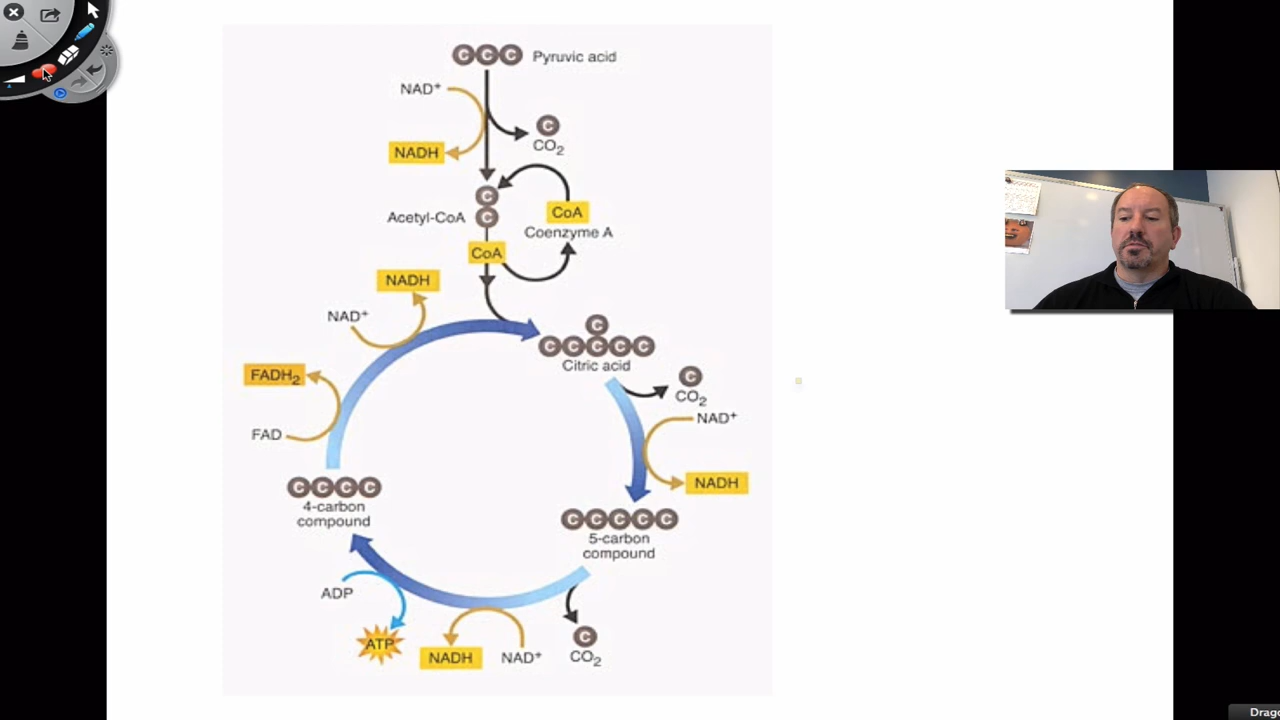 C C C Pyruvic acid
NAD⁺
C
CO₂
NADH
C
Acetyl-CoA C
CoA
Coenzyme A
CoA
NADH
NAD⁺
C
C C C C C
Citric acid
FADH₂
C
CO₂
NAD⁺
FAD
NADH
C C C C
4-carbon
compound
C C C C C
5-carbon
compound
ADP
ATP
NADH
NAD⁺
C
CO₂